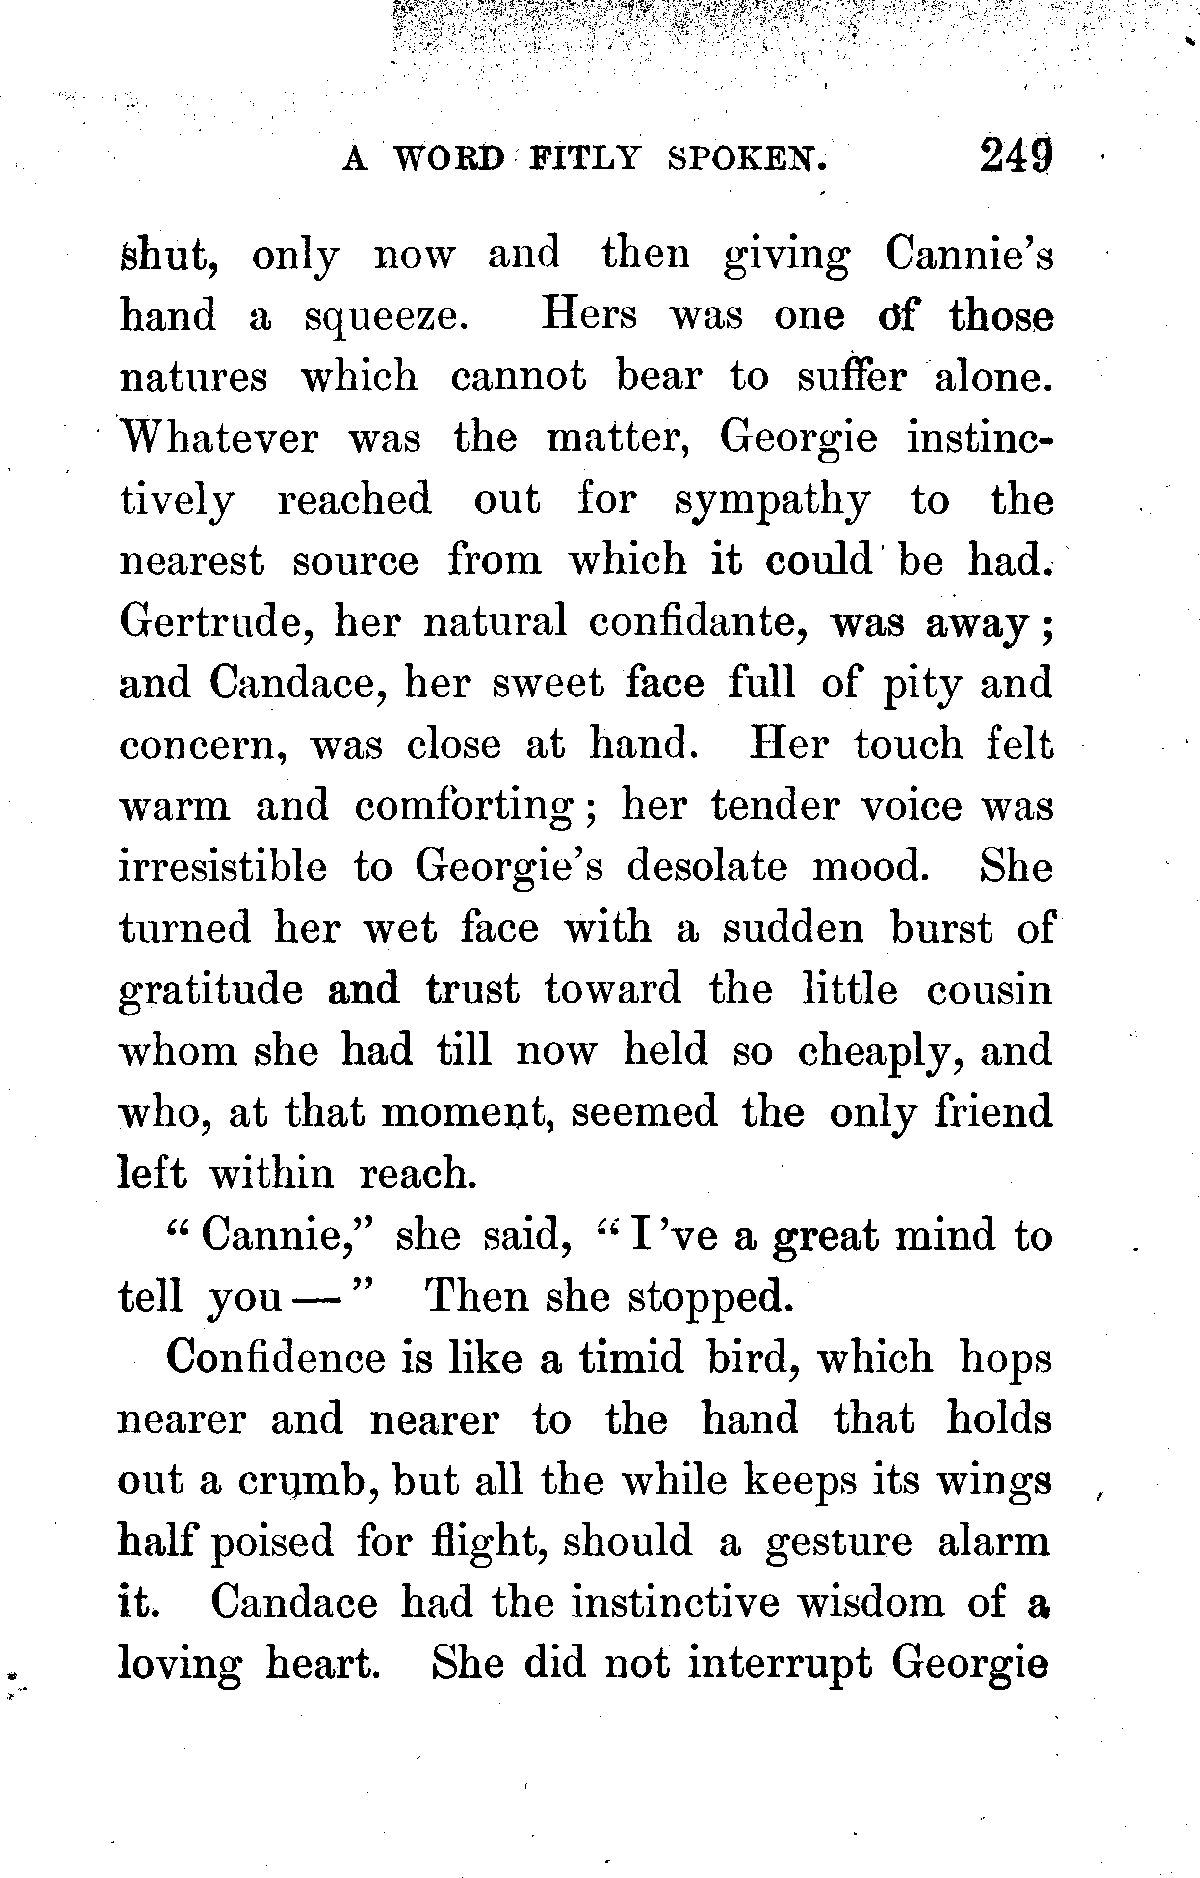 A WORD FITLY SPOKEN. 249
shut, only now and then giving Cannie's
hand a squeeze. Hers was one of those
natures which cannot bear to suffer alone.
Whatever was the matter, Georgie instinc-
tively reached out for sympathy to the
nearest source from which it could be had.
Gertrude, her natural confidante, was away;
and Candace, her sweet face full of pity and
concern, was close at hand. Her touch felt
warm and comforting; her tender voice was
irresistible to Georgie's desolate mood. She
turned her wet face with a sudden burst of
gratitude and trust toward the little cousin
whom she had till now held so cheaply, and
who, at that moment, seemed the only friend
left within reach.
"Cannie," she said, "I've a great mind to
tell you—" Then she stopped.
Confidence is like a timid bird, which hops
nearer and nearer to the hand that holds
out a crumb, but all the while keeps its wings
half poised for flight, should a gesture alarm
it. Candace had the instinctive wisdom of a
loving heart. She did not interrupt Georgie